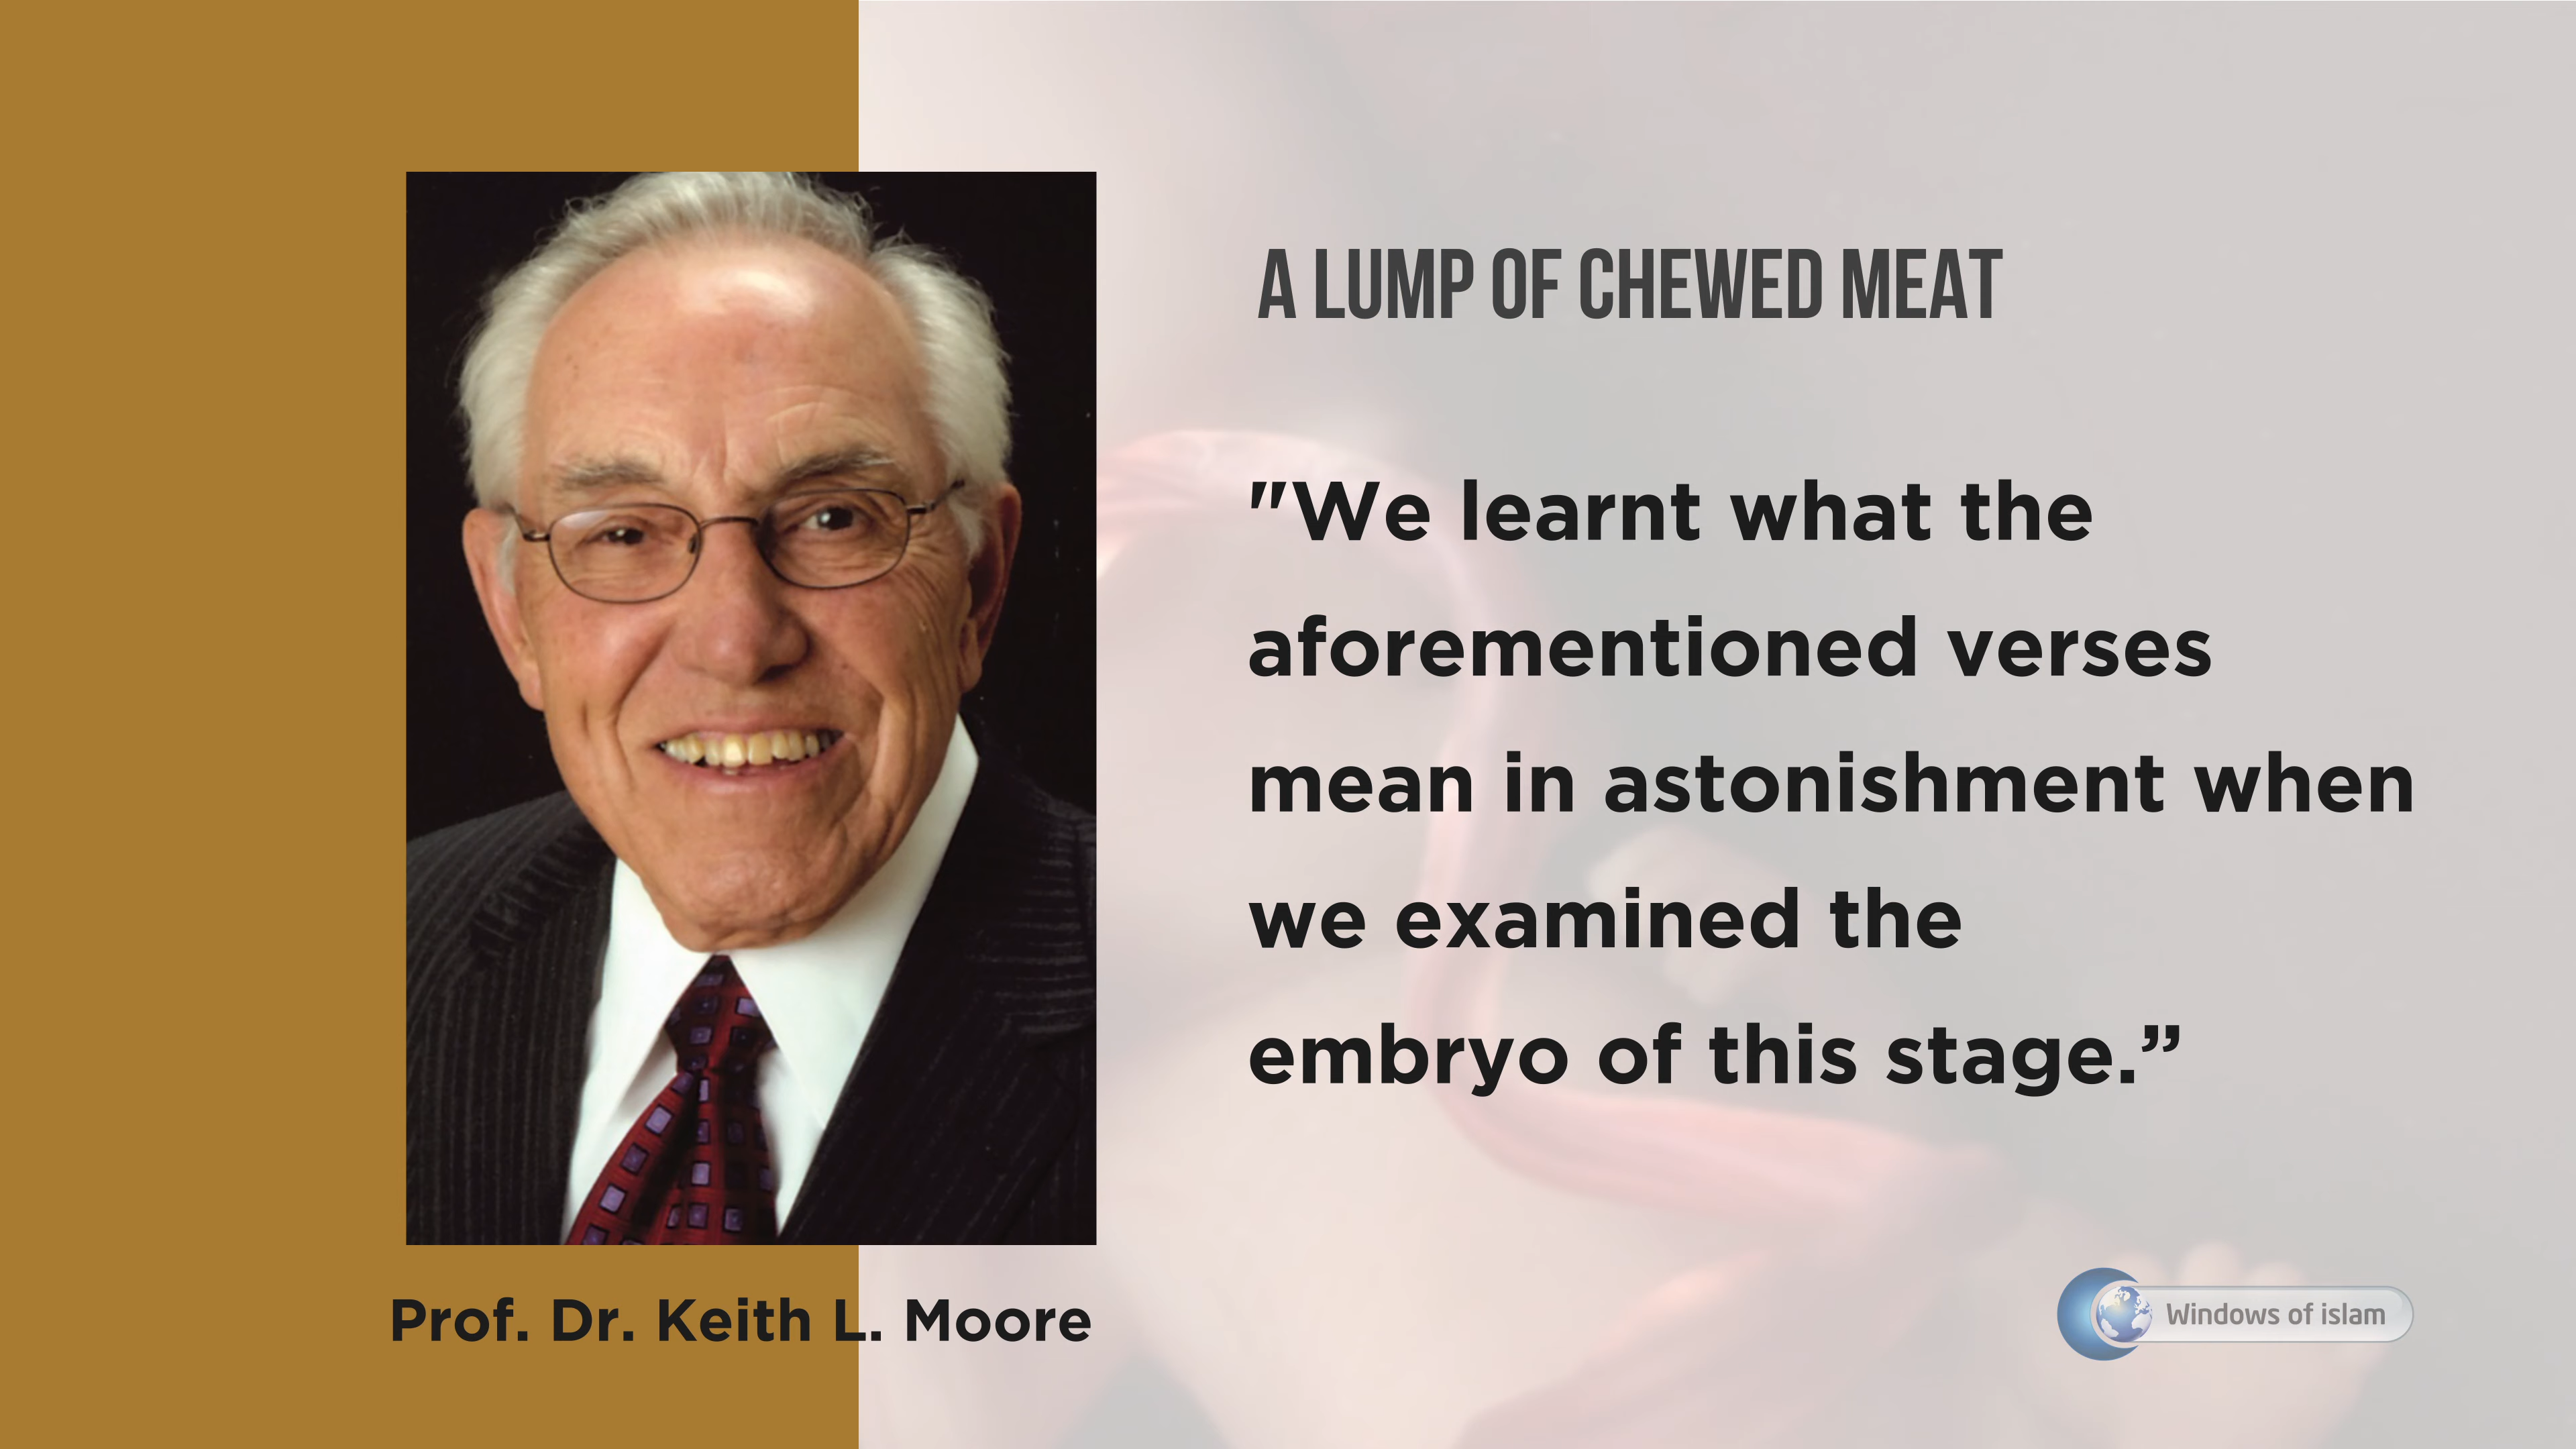 A LUMP OF CHEWED MEAT
"We learnt what the
aforementioned verses
mean in astonishment when
we examined the
embryo of this stage.”
Prof. Dr. Keith L. Moore
Windows of islam